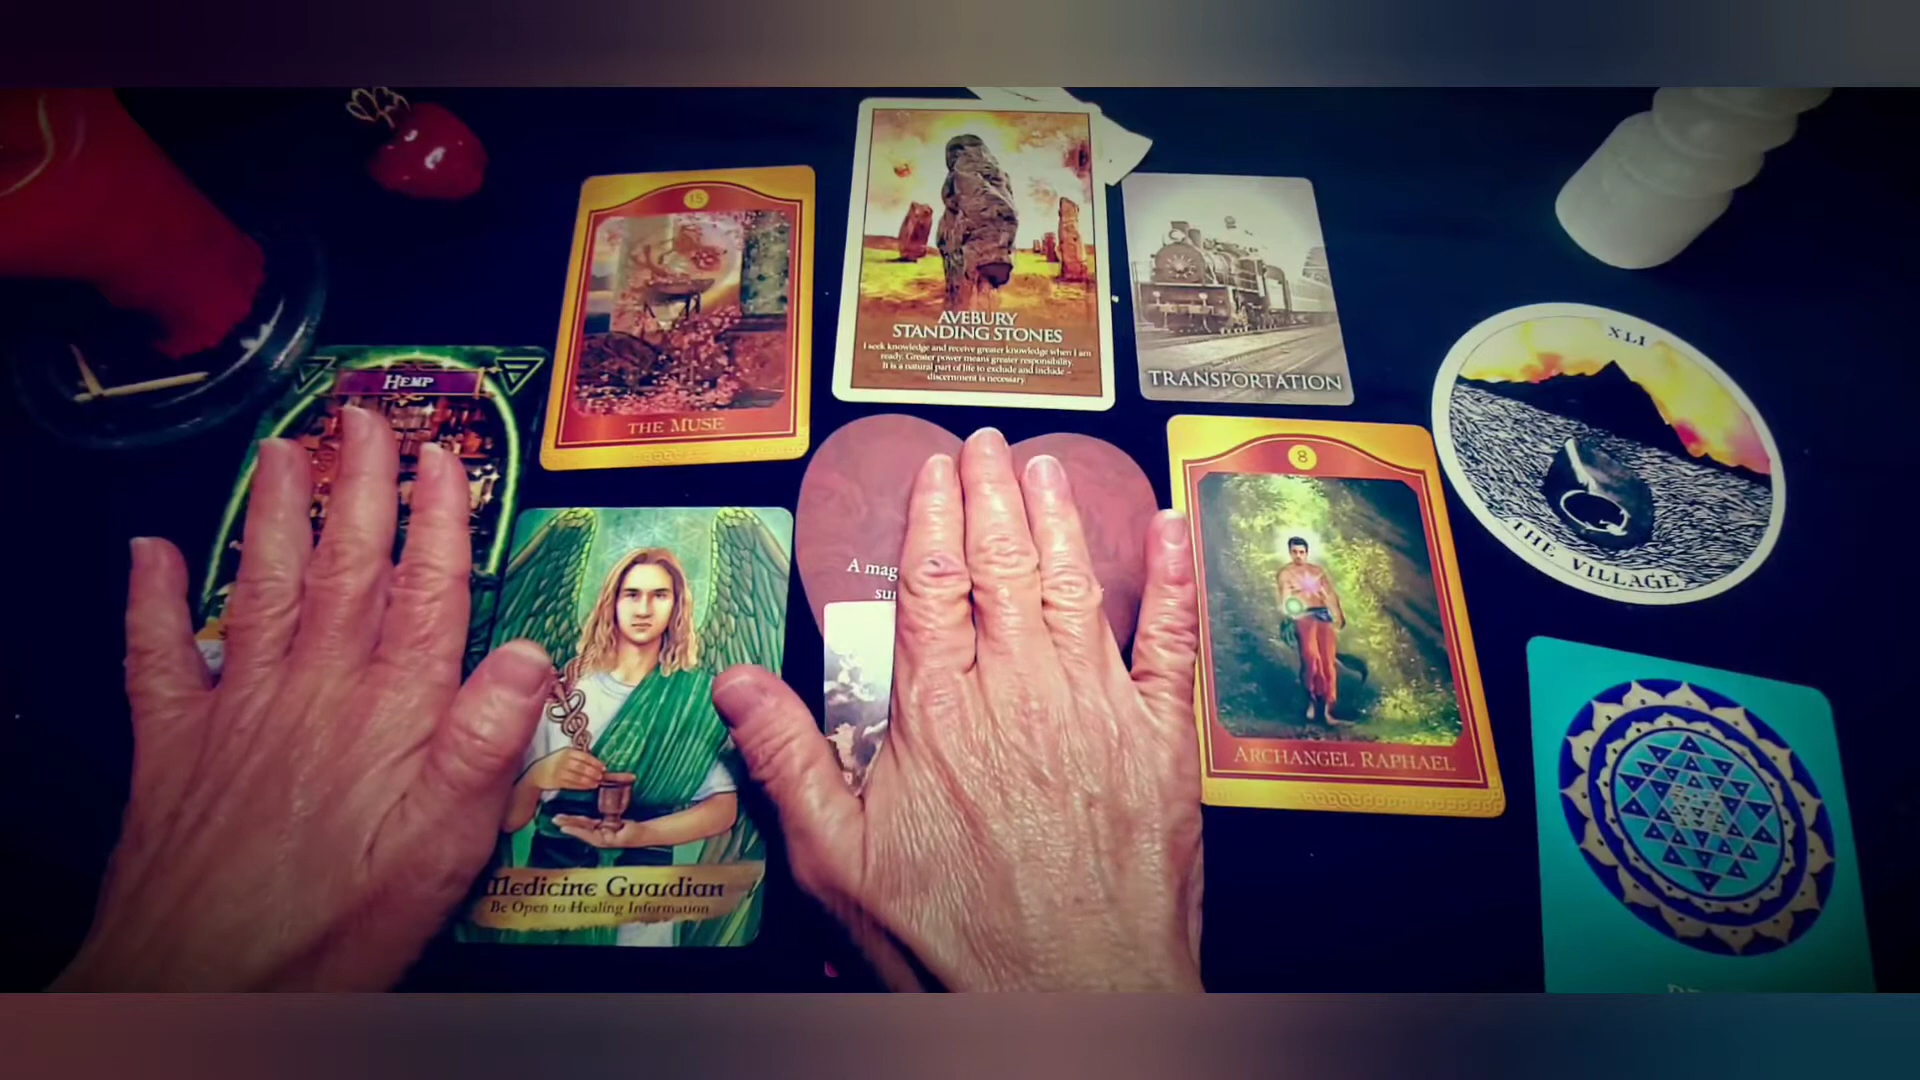 15
THE MUSE
AVEBURY
STANDING STONES
I seek knowledge and receive greater knowledge when I am
ready. Greater power means greater responsibility.
It is a natural part of life to exclude and include –
discernment is necessary.
TRANSPORTATION
XLI
THE VILLAGE
HEMP
8
ARCHANGEL RAPHAEL
A mag
su
Medicine Guardian
Be Open to Healing Information